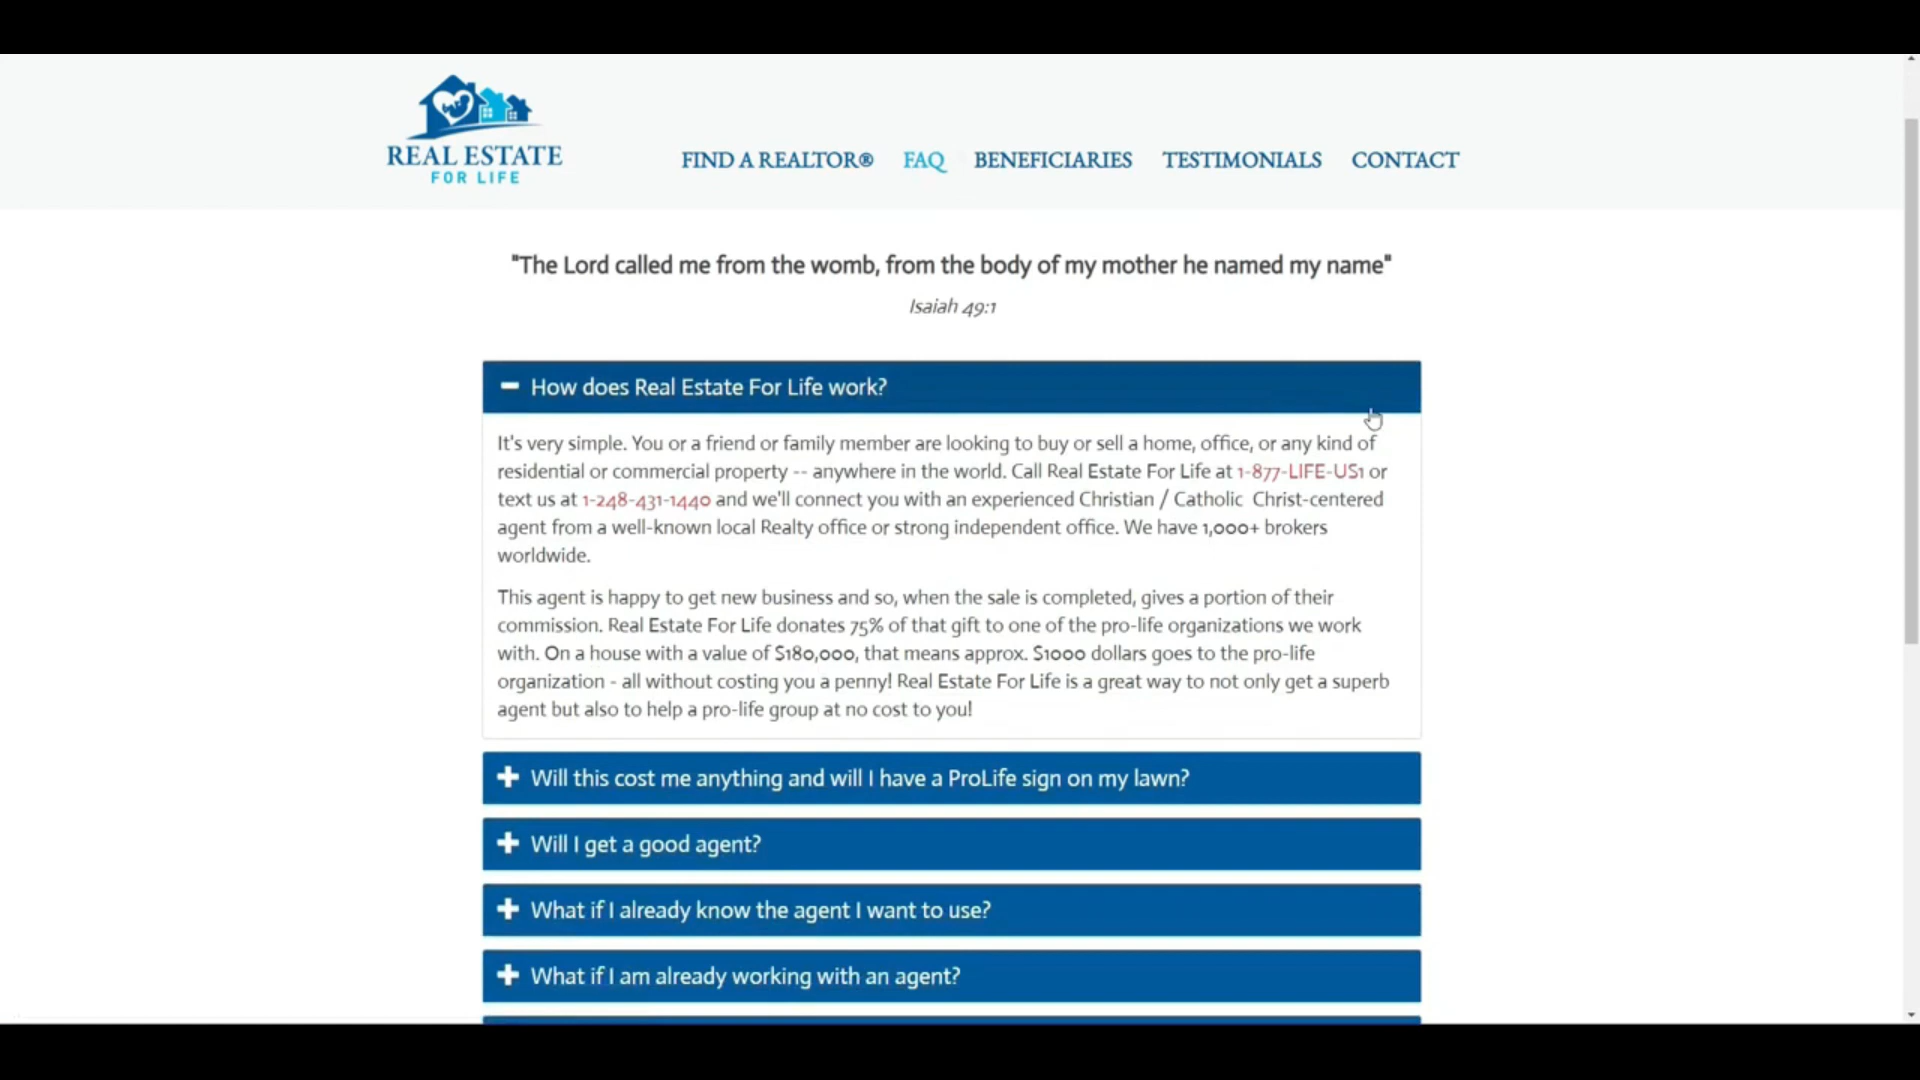 REAL ESTATE
FOR LIFE
FIND A REALTOR® FAQ BENEFICIARIES TESTIMONIALS CONTACT
"The Lord called me from the womb, from the body of my mother he named my name"
Isaiah 49:1
How does Real Estate For Life work?
It's very simple. You or a friend or family member are looking to buy or sell a home, office, or any kind of
residential or commercial property -- anywhere in the world. Call Real Estate For Life at 1-877-LIFE-US1 or
text us at 1-248-431-1440 and we'll connect you with an experienced Christian / Catholic Christ-centered
agent from a well-known local Realty office or strong independent office. We have 1,000+ brokers
worldwide.
This agent is happy to get new business and so, when the sale is completed, gives a portion of their
commission. Real Estate For Life donates 75% of that gift to one of the pro-life organizations we work
with. On a house with a value of $180,000, that means approx. $1000 dollars goes to the pro-life
organization - all without costing you a penny! Real Estate For Life is a great way to not only get a superb
agent but also to help a pro-life group at no cost to you!
Will this cost me anything and will I have a ProLife sign on my lawn?
Will I get a good agent?
What if I already know the agent I want to use?
What if I am already working with an agent?